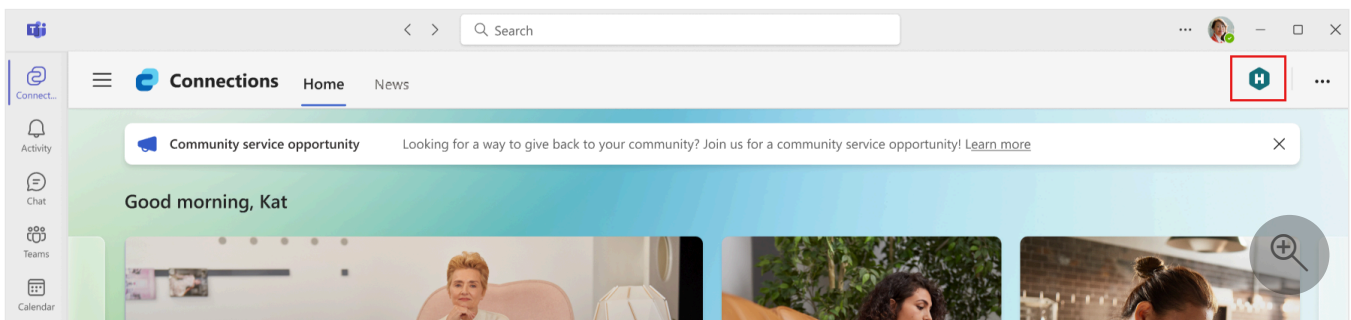 Search
Connect...
Connections
Home
News
H
Activity
Community service opportunity
Looking for a way to give back to your community? Join us for a community service opportunity! Learn more
Chat
Good morning, Kat
Teams
Calendar